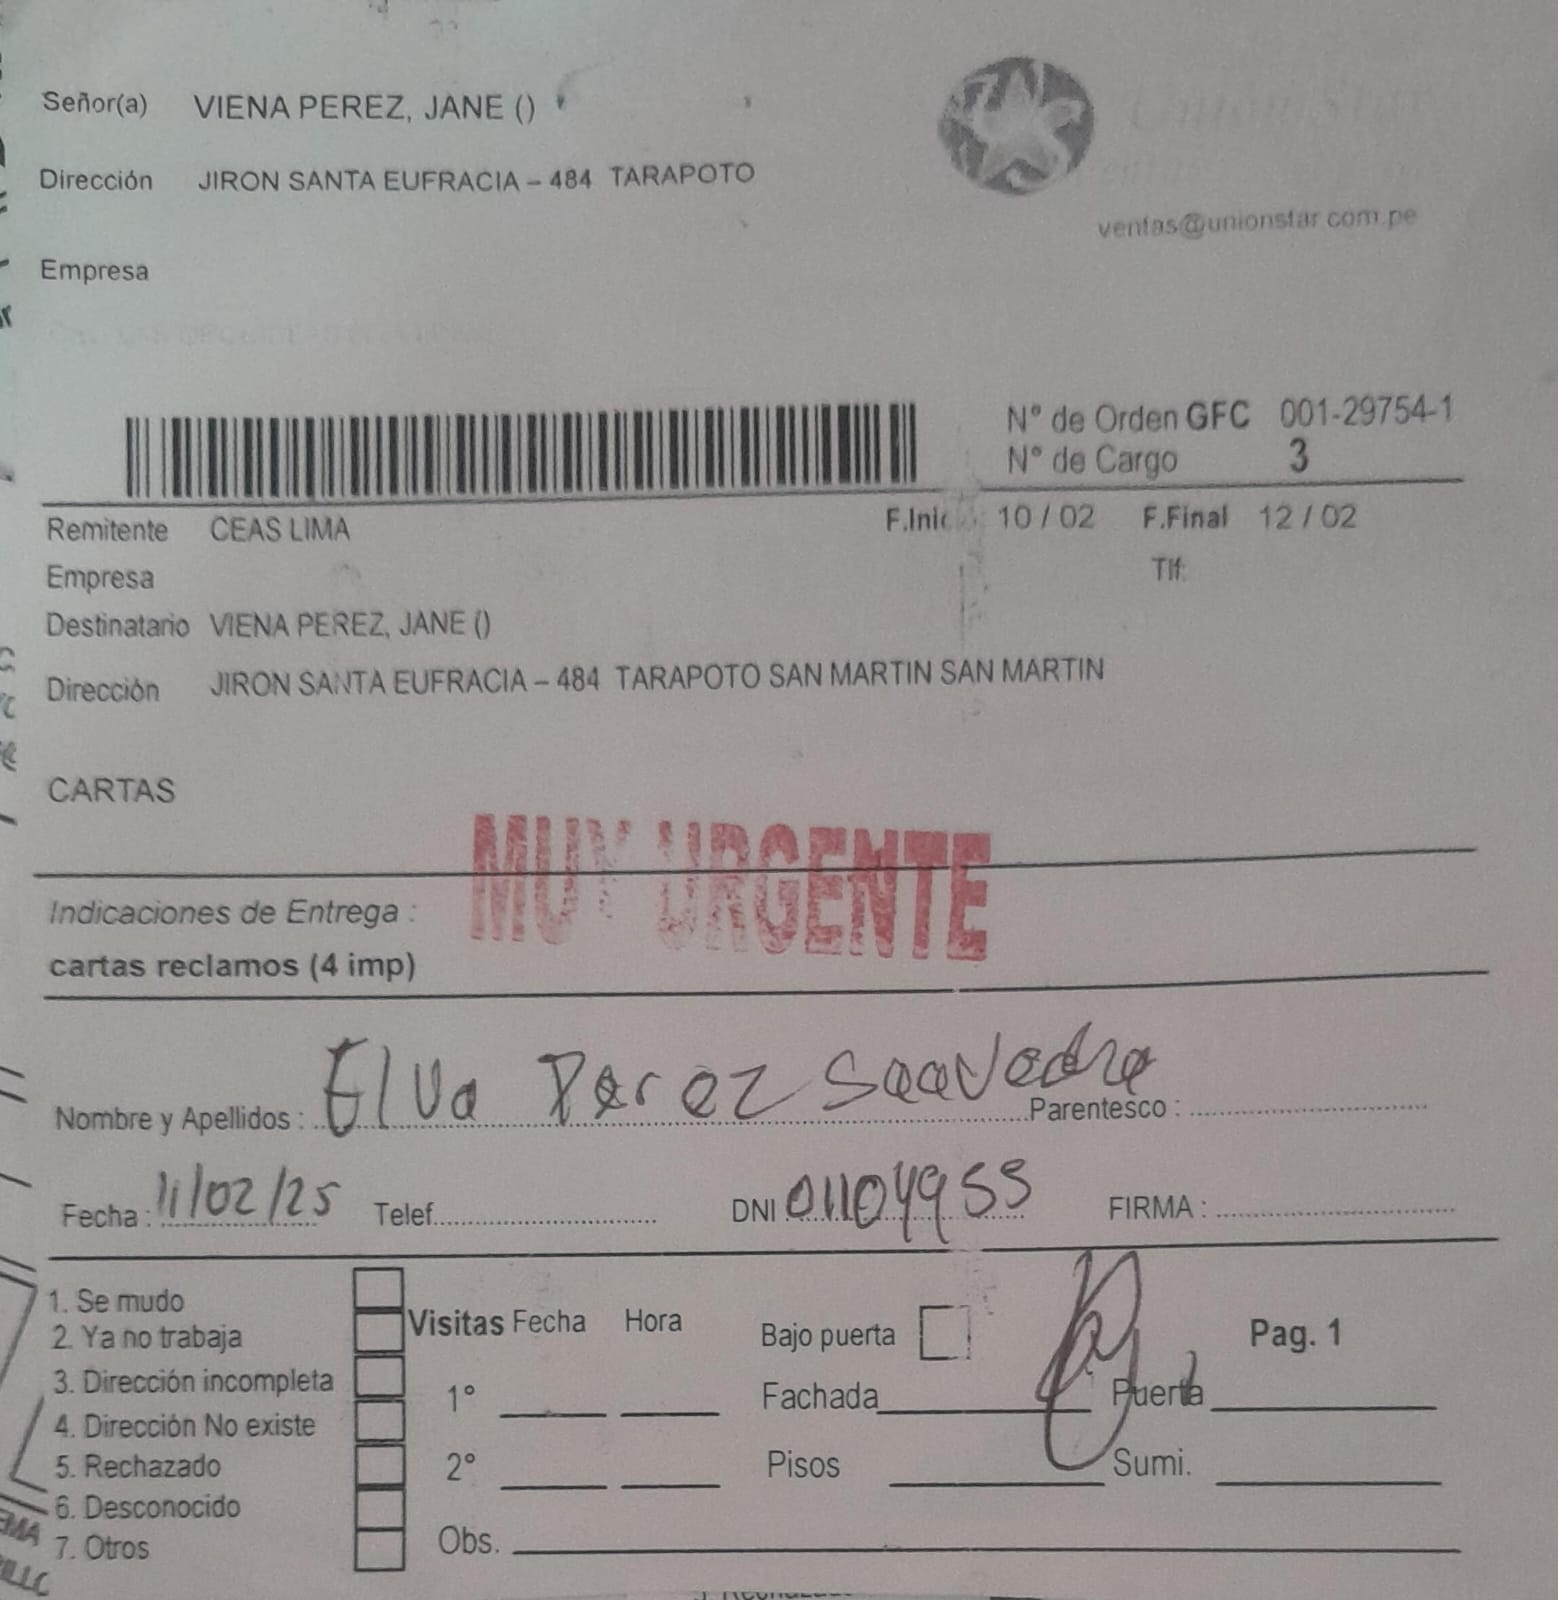 Señor(a) VIENA PEREZ, JANE ()
Dirección JIRON SANTA EUFRACIA – 484 TARAPOTO
ventas@unionstar.com.pe
Empresa
N° de Orden GFC 001-29754-1
N° de Cargo 3
Remitente CEAS LIMA F.Inic 10 / 02 F.Final 12 / 02
Empresa Tlf:
Destinatario VIENA PEREZ, JANE ()
Dirección JIRON SANTA EUFRACIA – 484 TARAPOTO SAN MARTIN SAN MARTIN
CARTAS
MUY URGENTE
Indicaciones de Entrega :
cartas reclamos (4 imp)
Nombre y Apellidos : Elva Perez Saavedra Parentesco :
Fecha : 11/02/25 Telef. DNI 01104955 FIRMA :
1. Se mudo
2. Ya no trabaja
3. Dirección incompleta
4. Dirección No existe
5. Rechazado
6. Desconocido
7. Otros
Visitas Fecha Hora
1°
2°
Obs.
Bajo puerta
Fachada Puerta
Pisos Sumi.
Pag. 1